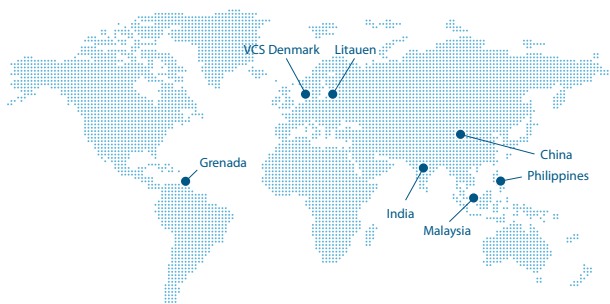 VCS Denmark
Litauen
Grenada
China
Philippines
India
Malaysia